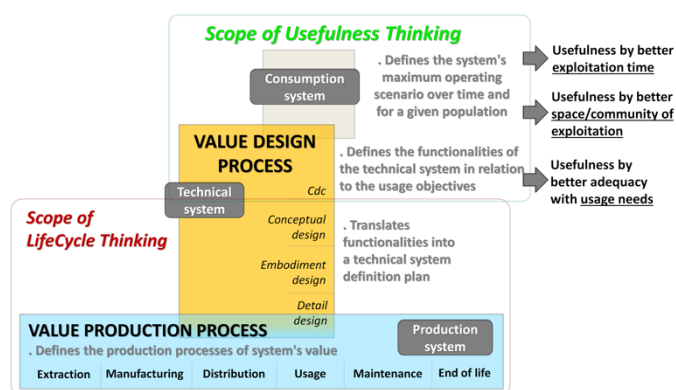 Scope of Usefulness Thinking
Consumption
system
. Defines the system's
maximum operating
scenario over time and
for a given population
Usefulness by better
exploitation time
Usefulness by better
space/community of
exploitation
VALUE DESIGN
PROCESS
. Defines the functionalities of
the technical system in relation
to the usage objectives
Usefulness by
better adequacy
with usage needs
Technical
system
Cdc
Scope of
LifeCycle Thinking
Conceptual
design
. Translates
functionalities into
a technical system
definition plan
Embodiment
design
Detail
design
VALUE PRODUCTION PROCESS
. Defines the production processes of system's value
Production
system
Extraction Manufacturing Distribution Usage Maintenance End of life